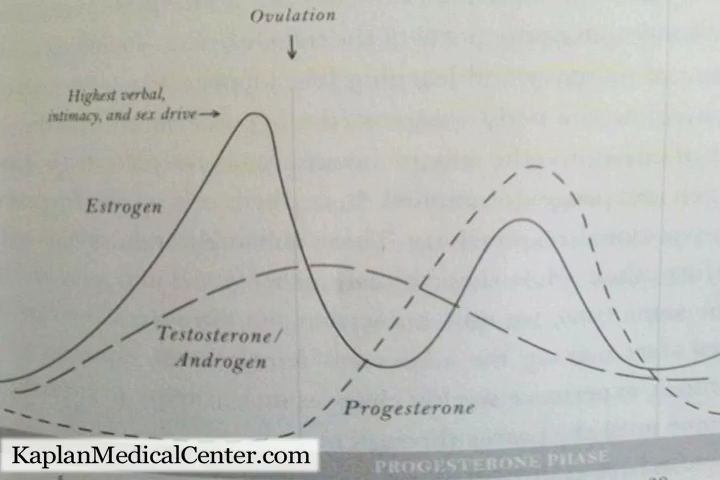 Ovulation
Highest verbal,
intimacy, and sex drive
Estrogen
Testosterone/
Androgen
Progesterone
KaplanMedicalCenter.com
PROGESTERONE PHASE